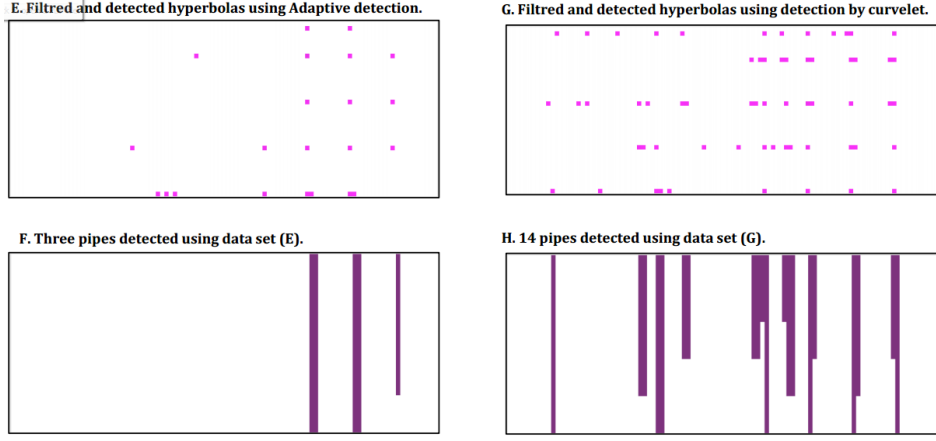 E. Filtred and detected hyperbolas using Adaptive detection.
G. Filtred and detected hyperbolas using detection by curvelet.
F. Three pipes detected using data set (E).
H. 14 pipes detected using data set (G).